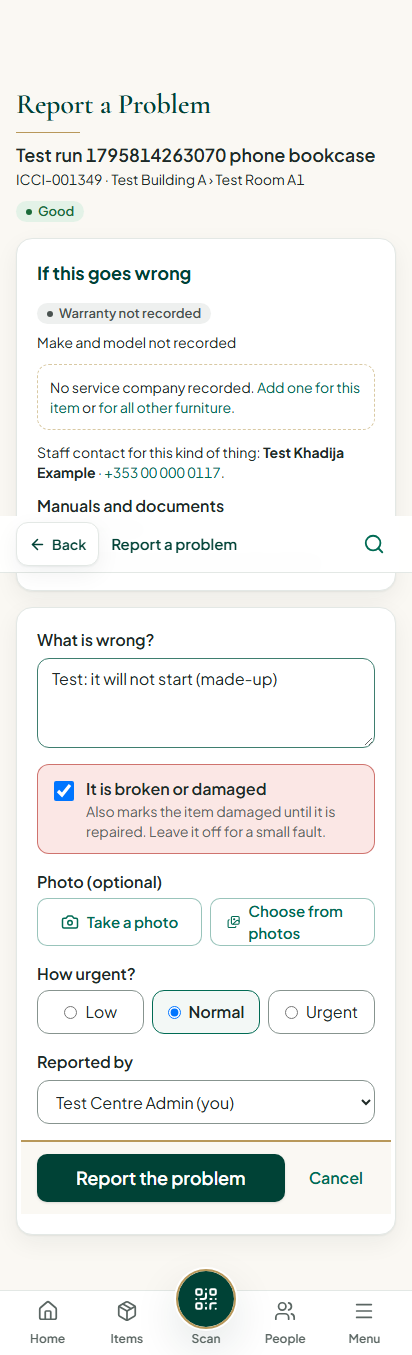 Report a Problem
Test run 1795814263070 phone bookcase
ICCI-001349 · Test Building A › Test Room A1
Good
If this goes wrong
Warranty not recorded
Make and model not recorded
No service company recorded. Add one for this
item or for all other furniture.
Staff contact for this kind of thing: Test Khadija
Example · +353 00 000 0117.
Manuals and documents
Back
Report a problem
What is wrong?
Test: it will not start (made-up)
It is broken or damaged
Also marks the item damaged until it is
repaired. Leave it off for a small fault.
Photo (optional)
Take a photo
Choose from
photos
How urgent?
Low
Normal
Urgent
Reported by
Test Centre Admin (you)
Report the problem
Cancel
Home
Items
Scan
People
Menu